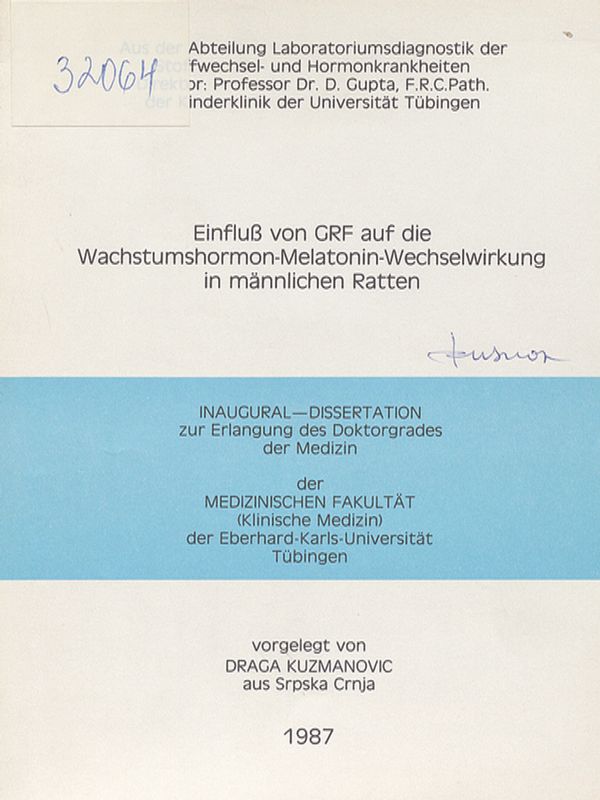 Aus der Abteilung Laboratoriumsdiagnostik der
Stoffwechsel- und Hormonkrankheiten
Direktor: Professor Dr. D. Gupta, F.R.C.Path.
der Kinderklinik der Universität Tübingen
32064
Einfluß von GRF auf die
Wachstumshormon-Melatonin-Wechselwirkung
in männlichen Ratten
INAUGURAL—DISSERTATION
zur Erlangung des Doktorgrades
der Medizin
der
MEDIZINISCHEN FAKULTÄT
(Klinische Medizin)
der Eberhard-Karls-Universität
Tübingen
vorgelegt von
DRAGA KUZMANOVIC
aus Srpska Crnja
1987